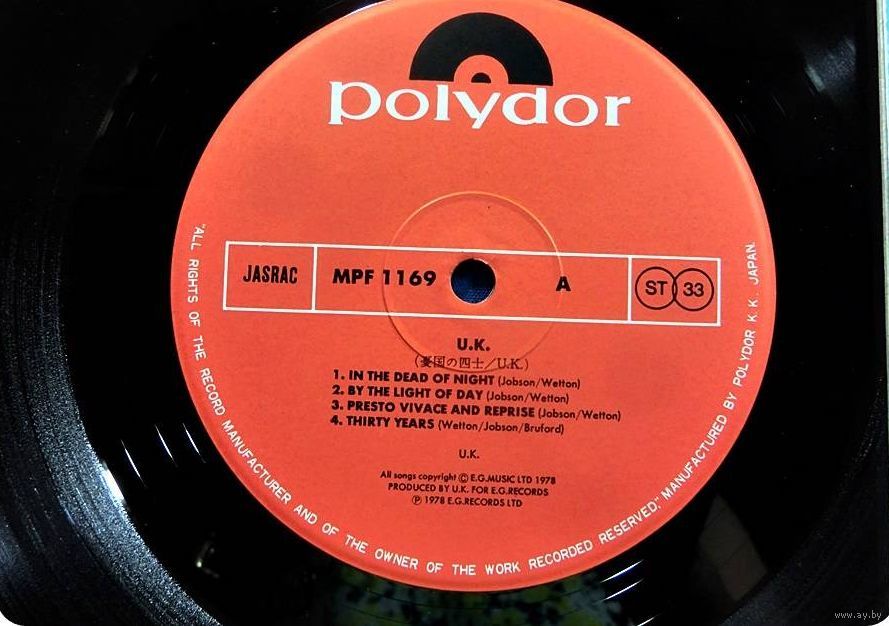 polydor
JASRAC
MPF 1169
A
ST 33
U.K.
(憂国の四士/U.K.)
1. IN THE DEAD OF NIGHT (Jobson/Wetton)
2. BY THE LIGHT OF DAY (Jobson/Wetton)
3. PRESTO VIVACE AND REPRISE (Jobson/Wetton)
4. THIRTY YEARS (Wetton/Jobson/Bruford)
U.K.
All songs copyright Ⓒ E.G.MUSIC LTD 1978
PRODUCED BY U.K. FOR E.G.RECORDS
Ⓟ 1978 E.G.RECORDS LTD
"ALL RIGHTS OF THE RECORD MANUFACTURER AND OF THE OWNER OF THE WORK RECORDED RESERVED." MANUFACTURED BY POLYDOR K.K. JAPAN.
www.ay.by